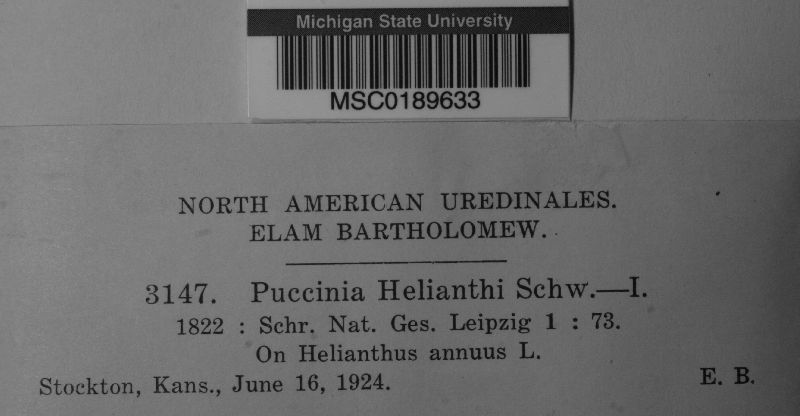 Michigan State University
MSC0189633
NORTH AMERICAN UREDINALES.
ELAM BARTHOLOMEW.
3147. Puccinia Helianthi Schw.—I.
1822 : Schr. Nat. Ges. Leipzig 1 : 73.
On Helianthus annuus L.
Stockton, Kans., June 16, 1924. E. B.